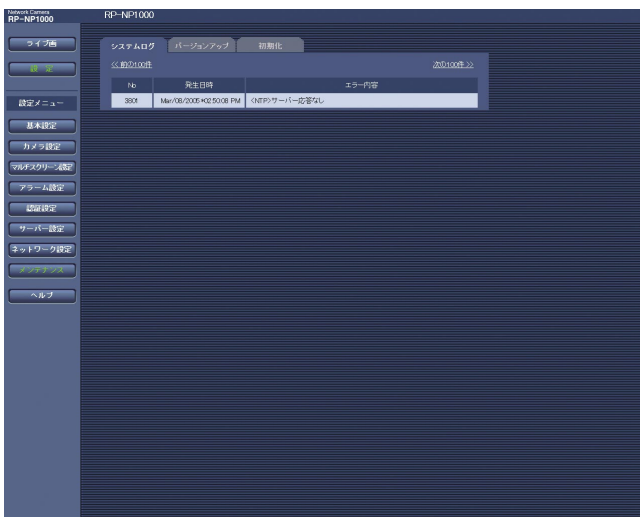 Network Camera
RP-NP1000
RP-NP1000
ライブ画
設 定
設定メニュー
基本設定
カメラ設定
マルチスクリーン設定
アラーム設定
認証設定
サーバー設定
ネットワーク設定
メンテナンス
ヘルプ
システムログ
バージョンアップ
初期化
<< 前の100件
次の100件 >>
No 発生日時 エラー内容
3801 Mar/08/2005 02:50:08 PM <NTP>サーバー応答なし